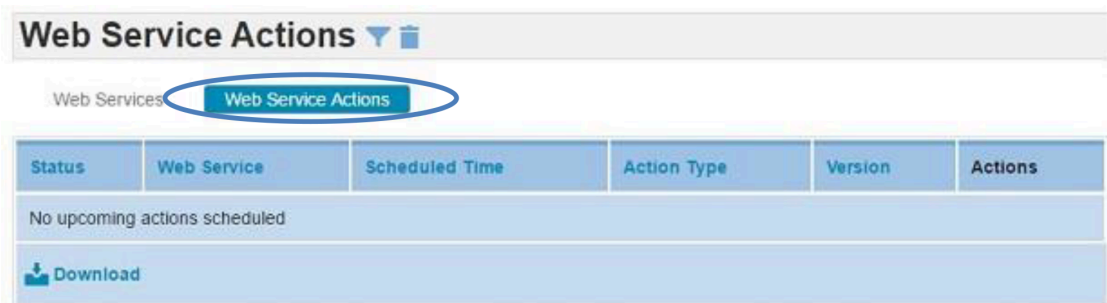 Web Service Actions
Web Services Web Service Actions
Status Web Service Scheduled Time Action Type Version Actions
No upcoming actions scheduled
Download